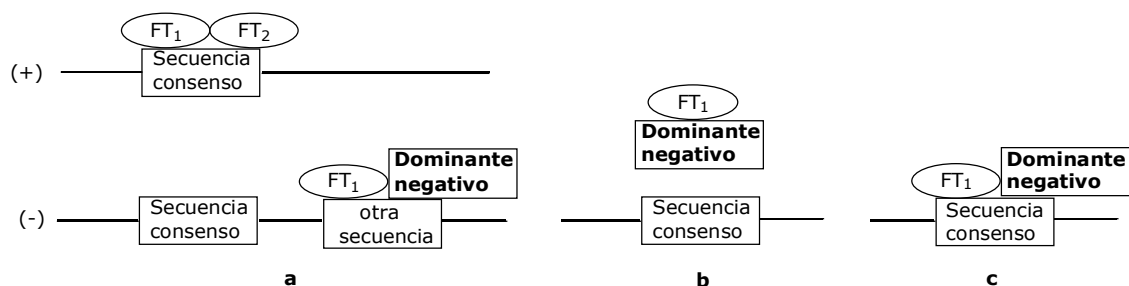 FT1 FT2
Secuencia
consenso
(+)
FT1
Dominante
negativo
FT1
Dominante
negativo
FT1
Dominante
negativo
(-)
Secuencia
consenso
otra
secuencia
Secuencia
consenso
Secuencia
consenso
a
b
c